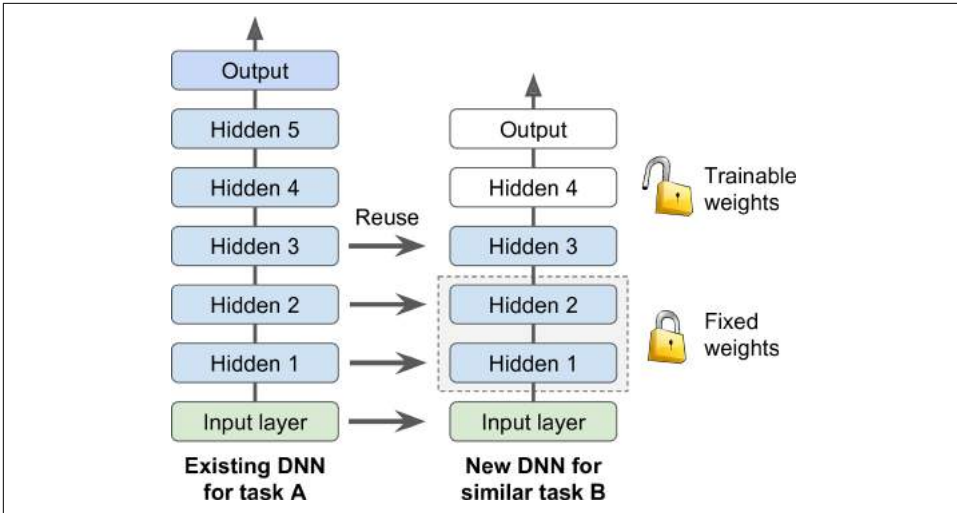 Output
Hidden 5
Hidden 4
Hidden 3
Hidden 2
Hidden 1
Input layer
Existing DNN
for task A
Reuse
Output
Hidden 4
Hidden 3
Hidden 2
Hidden 1
Input layer
New DNN for
similar task B
Trainable
weights
Fixed
weights